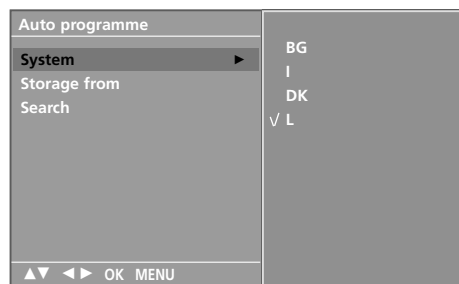 Auto programme
System ►
Storage from
Search
BG
I
DK
√ L
▲▼ ◄► OK MENU